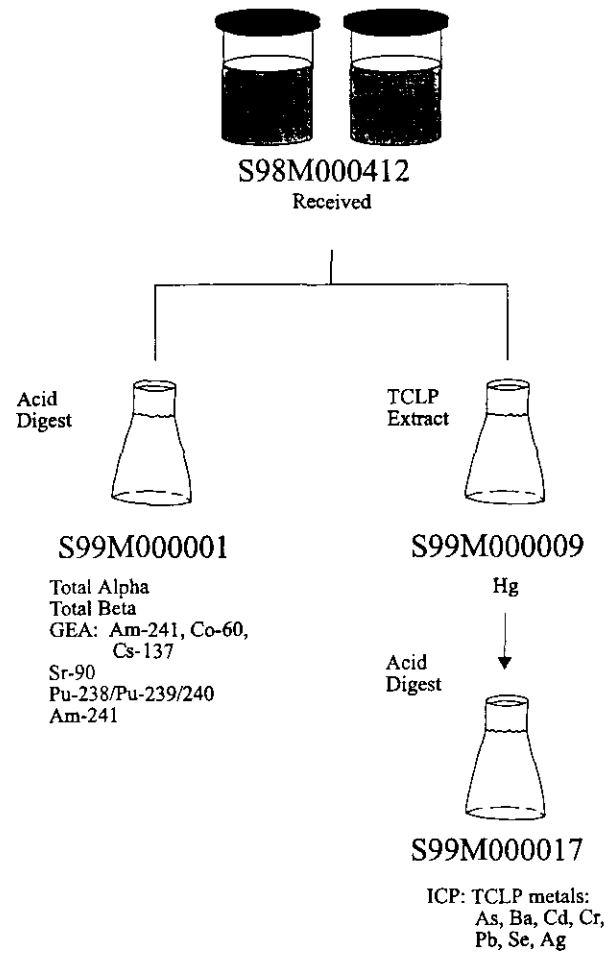 S98M000412
Received
Acid
Digest
S99M000001
Total Alpha
Total Beta
GEA: Am-241, Co-60,
Cs-137
Sr-90
Pu-238/Pu-239/240
Am-241
TCLP
Extract
S99M000009
Hg
Acid
Digest
S99M000017
ICP: TCLP metals:
As, Ba, Cd, Cr,
Pb, Se, Ag